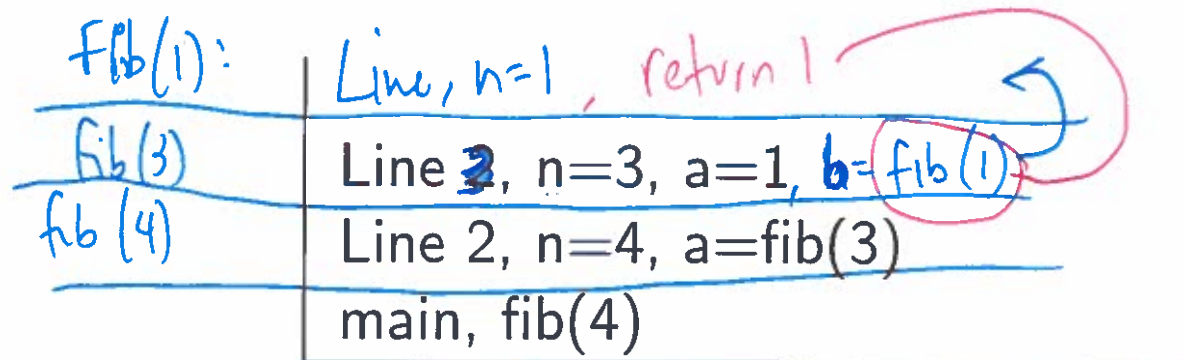 Fib(1): Line, n=1, return 1
fib(3) Line 3, n=3, a=1, b=fib(1)
fib(4) Line 2, n=4, a=fib(3)
main, fib(4)